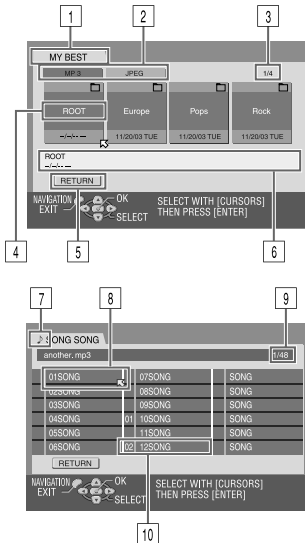 1
2
3
MY BEST
MP3 JPEG 1/4
ROOT Europe Pops Rock
--/--/-- --- 11/20/03 TUE 11/20/03 TUE 11/20/03 TUE
ROOT
--/--/-- ---
RETURN
NAVIGATION OK SELECT WITH [CURSORS]
EXIT SELECT THEN PRESS [ENTER]
4
5
6
7
8
9
SONG SONG
another. mp3 1/48
01SONG 07SONG SONG
02SONG 08SONG SONG
03SONG 09SONG SONG
04SONG 01 10SONG SONG
05SONG 11SONG SONG
06SONG 02 12SONG SONG
RETURN
NAVIGATION OK SELECT WITH [CURSORS]
EXIT SELECT THEN PRESS [ENTER]
10